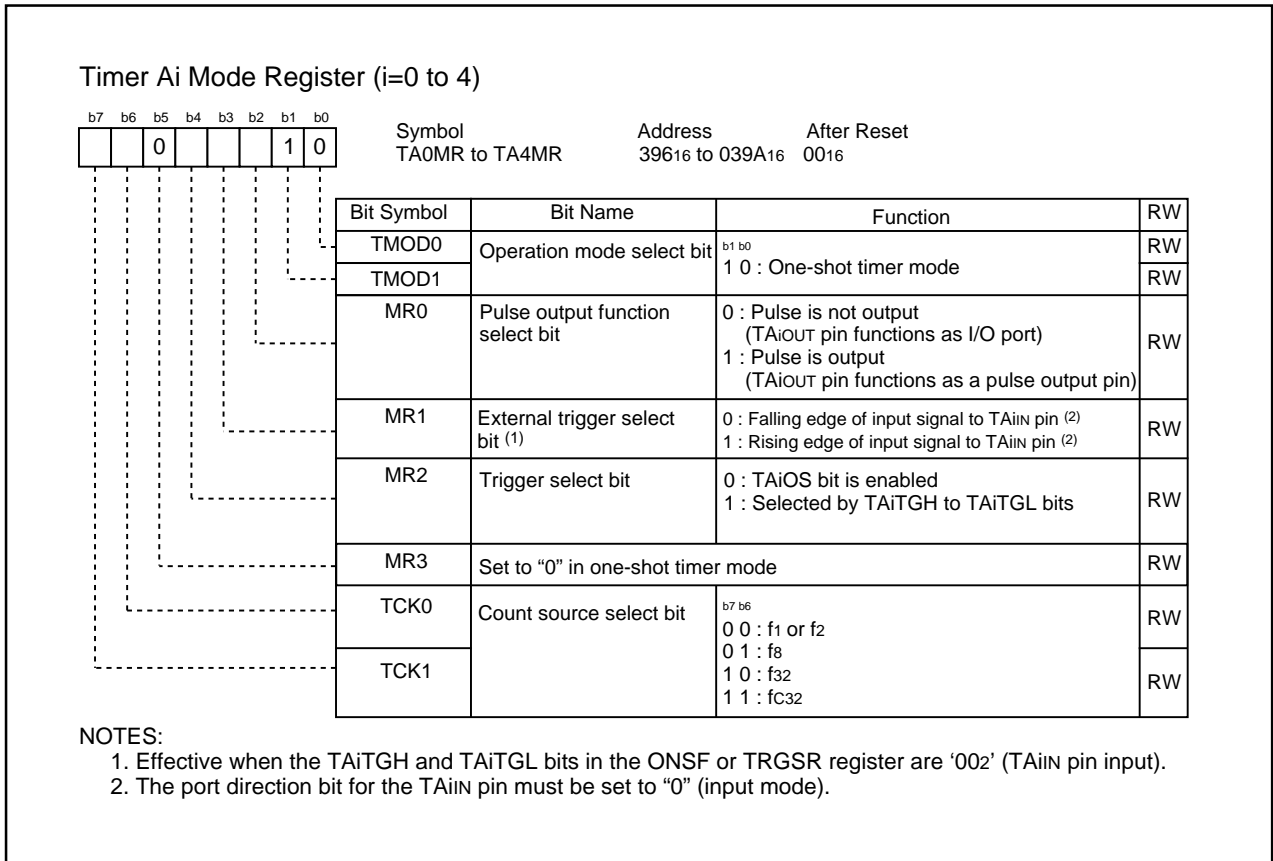 Timer Ai Mode Register (i=0 to 4)
b7 b6 b5 b4 b3 b2 b1 b0
0 1 0
Symbol Address After Reset
TA0MR to TA4MR 39616 to 039A16 0016
Bit Symbol Bit Name Function RW
TMOD0 Operation mode select bit b1 b0 RW
1 0 : One-shot timer mode
TMOD1 RW
MR0 Pulse output function 0 : Pulse is not output
select bit (TAiOUT pin functions as I/O port)
1 : Pulse is output RW
(TAiOUT pin functions as a pulse output pin)
MR1 External trigger select 0 : Falling edge of input signal to TAiIN pin (2)
bit (1) 1 : Rising edge of input signal to TAiIN pin (2) RW
MR2 Trigger select bit 0 : TAiOS bit is enabled
1 : Selected by TAiTGH to TAiTGL bits RW
MR3 Set to “0” in one-shot timer mode RW
TCK0 Count source select bit b7 b6
0 0 : f1 or f2 RW
0 1 : f8
TCK1 1 0 : f32
1 1 : fC32 RW
NOTES:
1. Effective when the TAiTGH and TAiTGL bits in the ONSF or TRGSR register are ‘002’ (TAiIN pin input).
2. The port direction bit for the TAiIN pin must be set to “0” (input mode).